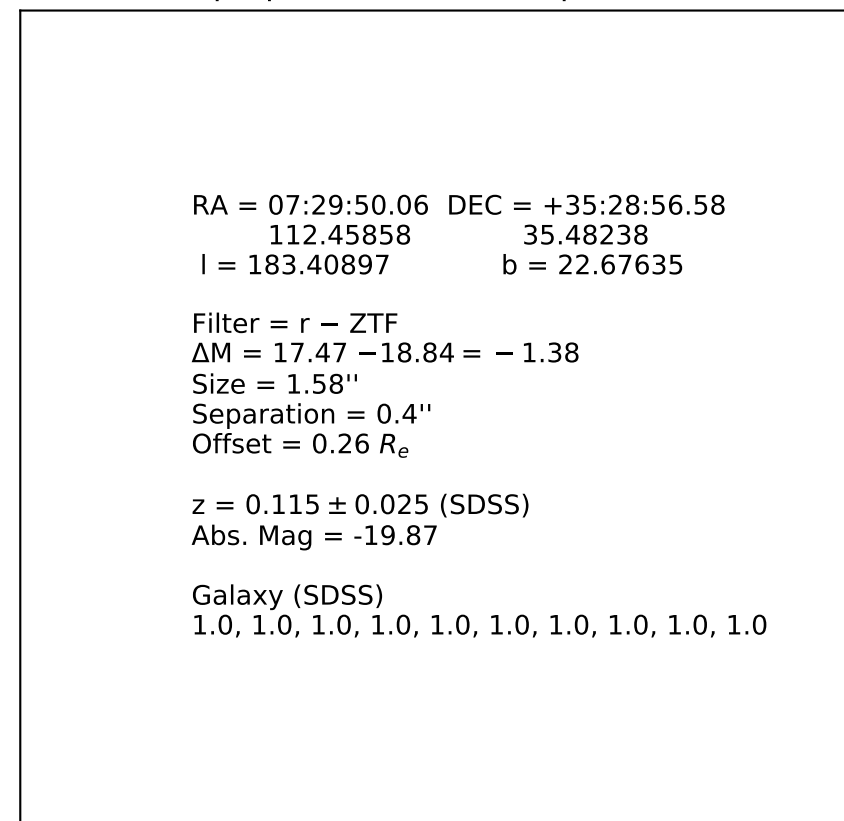 RA = 07:29:50.06 DEC = +35:28:56.58
112.45858 35.48238
l = 183.40897 b = 22.67635
Filter = r − ZTF
ΔM = 17.47 −18.84 = − 1.38
Size = 1.58''
Separation = 0.4''
Offset = 0.26 Rₑ
z = 0.115 ± 0.025 (SDSS)
Abs. Mag = -19.87
Galaxy (SDSS)
1.0, 1.0, 1.0, 1.0, 1.0, 1.0, 1.0, 1.0, 1.0, 1.0